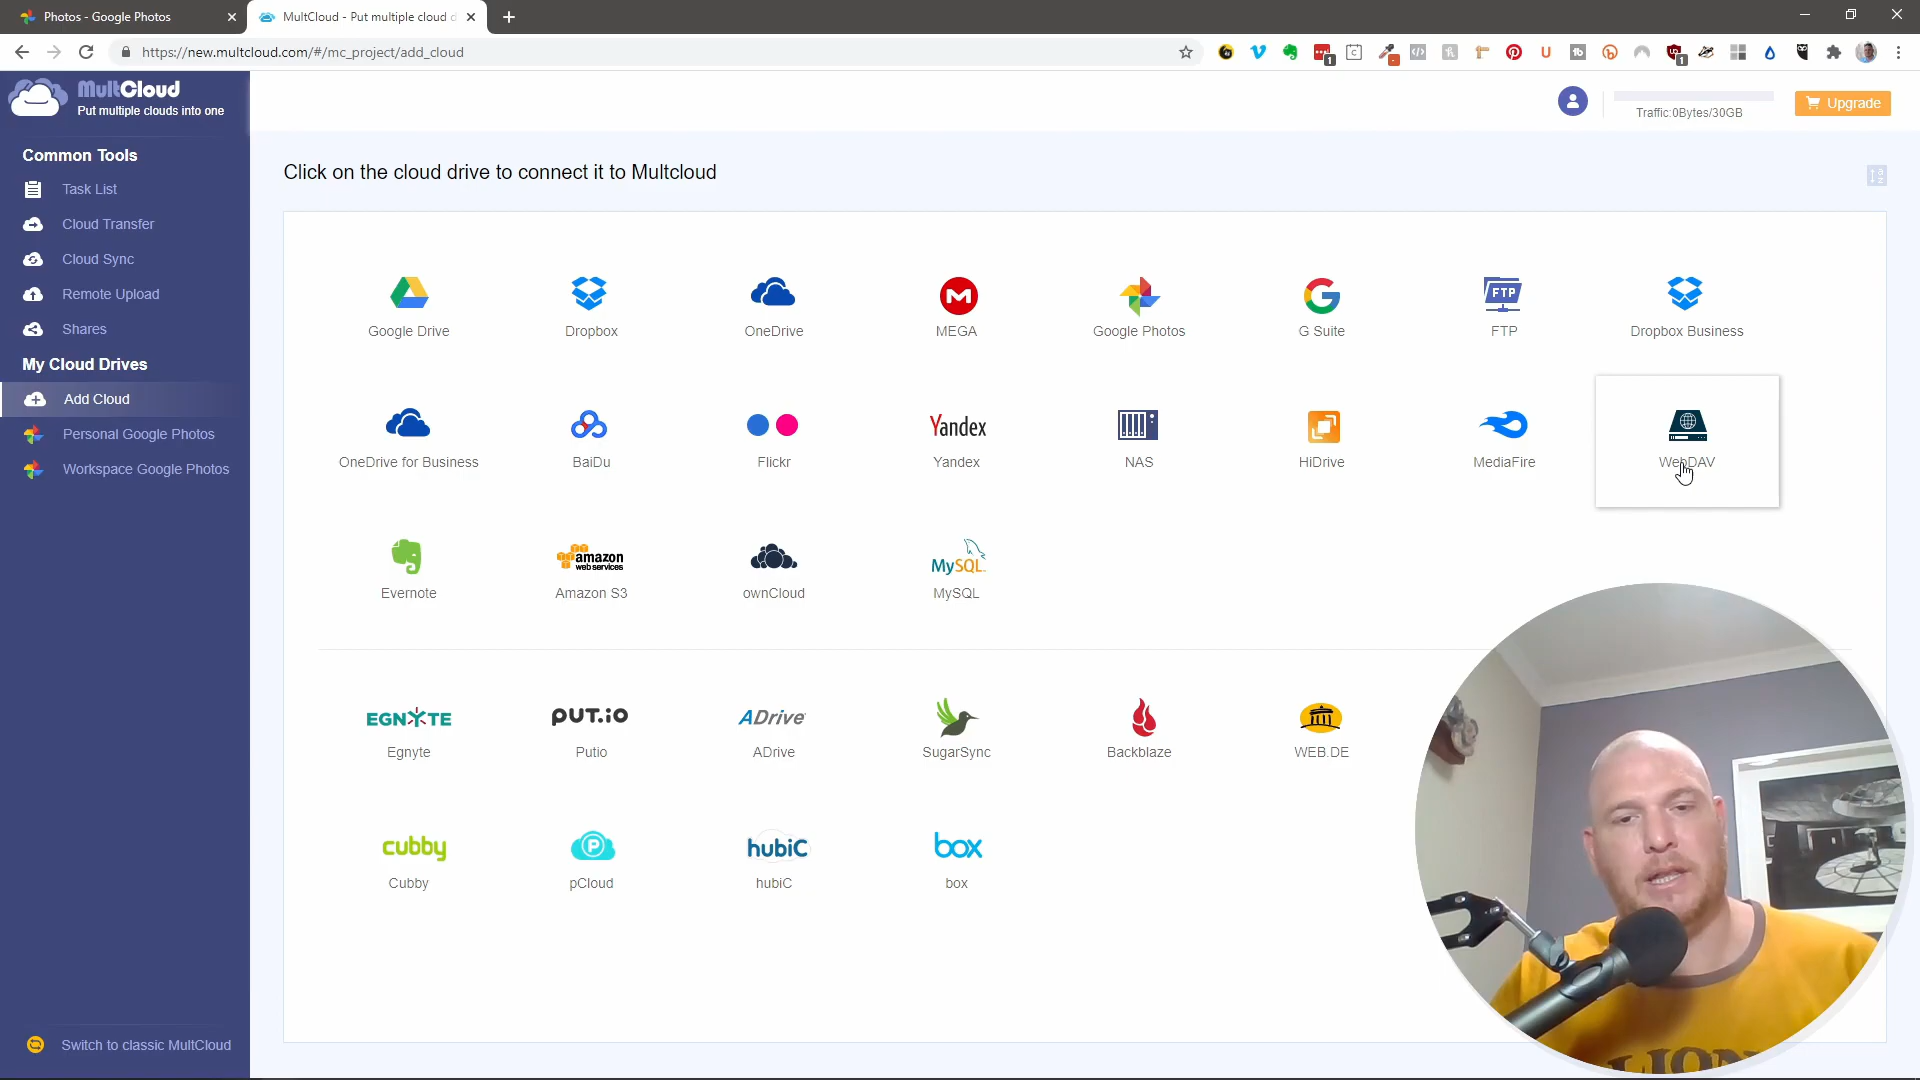 Photos - Google Photos
MultCloud - Put multiple cloud d
https://new.multcloud.com/#/mc_project/add_cloud
MultCloud
Put multiple clouds into one
Traffic:0Bytes/30GB
Upgrade
Common Tools
Task List
Cloud Transfer
Cloud Sync
Remote Upload
Shares
My Cloud Drives
Add Cloud
Personal Google Photos
Workspace Google Photos
Switch to classic MultCloud
Click on the cloud drive to connect it to Multcloud
Google Drive
Dropbox
OneDrive
MEGA
Google Photos
G Suite
FTP
FTP
Dropbox Business
OneDrive for Business
BaiDu
Flickr
Yandex
Yandex
NAS
HiDrive
MediaFire
WebDAV
Evernote
amazon
web services
Amazon S3
ownCloud
MySQL
MySQL
EGNYTE
Egnyte
PUT.IO
Putio
ADrive
ADrive
SugarSync
Backblaze
WEB.DE
cubby
Cubby
P
pCloud
hubiC
hubiC
box
box
LION